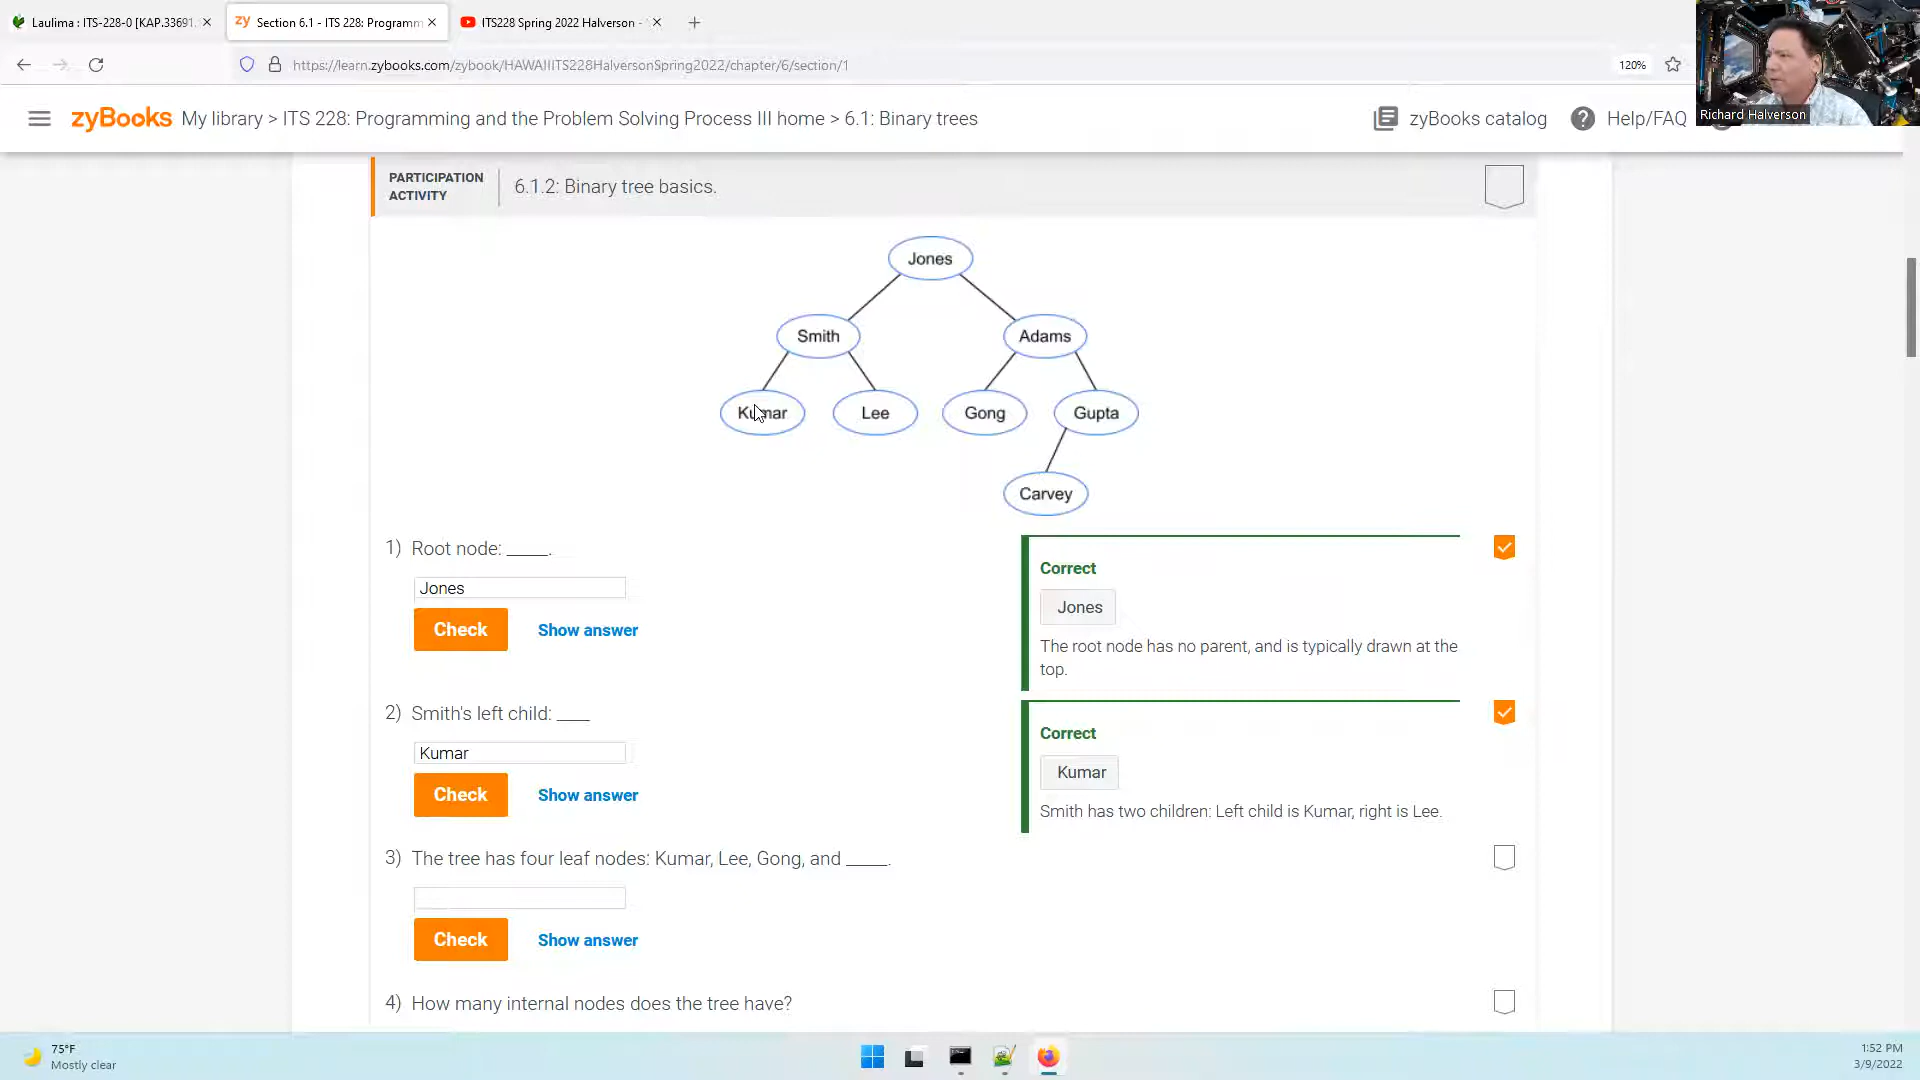 Laulima : ITS-228-0 [KAP.33691.
Section 6.1 - ITS 228: Programm
ITS228 Spring 2022 Halverson -
https://learn.zybooks.com/zybook/HAWAIIITS228HalversonSpring2022/chapter/6/section/1
120%
Richard Halverson
zyBooks My library > ITS 228: Programming and the Problem Solving Process III home > 6.1: Binary trees
zyBooks catalog
Help/FAQ
PARTICIPATION
ACTIVITY
6.1.2: Binary tree basics.
Jones
Smith
Adams
Kumar
Lee
Gong
Gupta
Carvey
1) Root node: _____.
Jones
Check
Show answer
Correct
Jones
The root node has no parent, and is typically drawn at the
top.
2) Smith's left child: ____
Kumar
Check
Show answer
Correct
Kumar
Smith has two children: Left child is Kumar, right is Lee.
3) The tree has four leaf nodes: Kumar, Lee, Gong, and _____.
Check
Show answer
4) How many internal nodes does the tree have?
75°F
Mostly clear
1:52 PM
3/9/2022